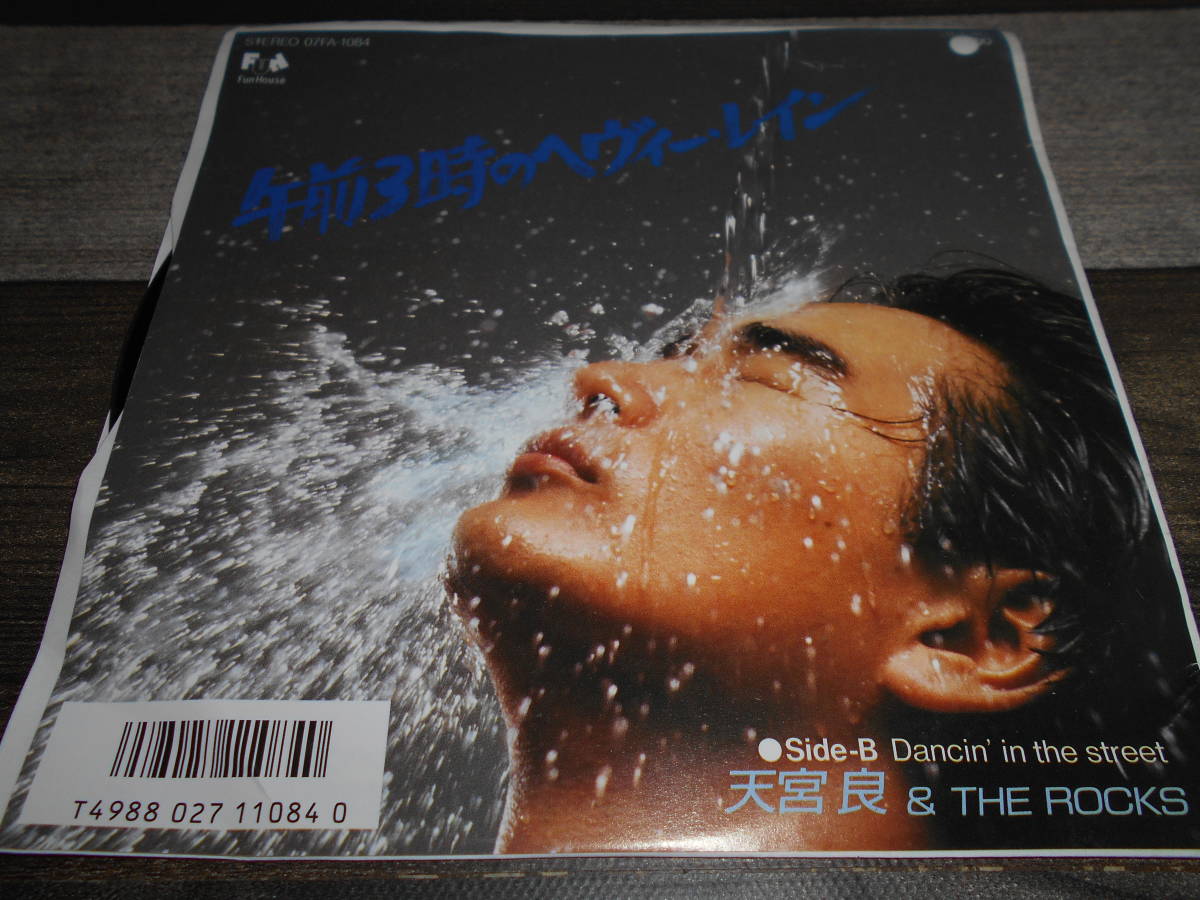 STEREO 07FA-1084
FUN
FunHouse
午前3時のヘヴィー・レイン
●Side-B Dancin' in the street
天宮 良 & THE ROCKS
T4988 027 11084 0